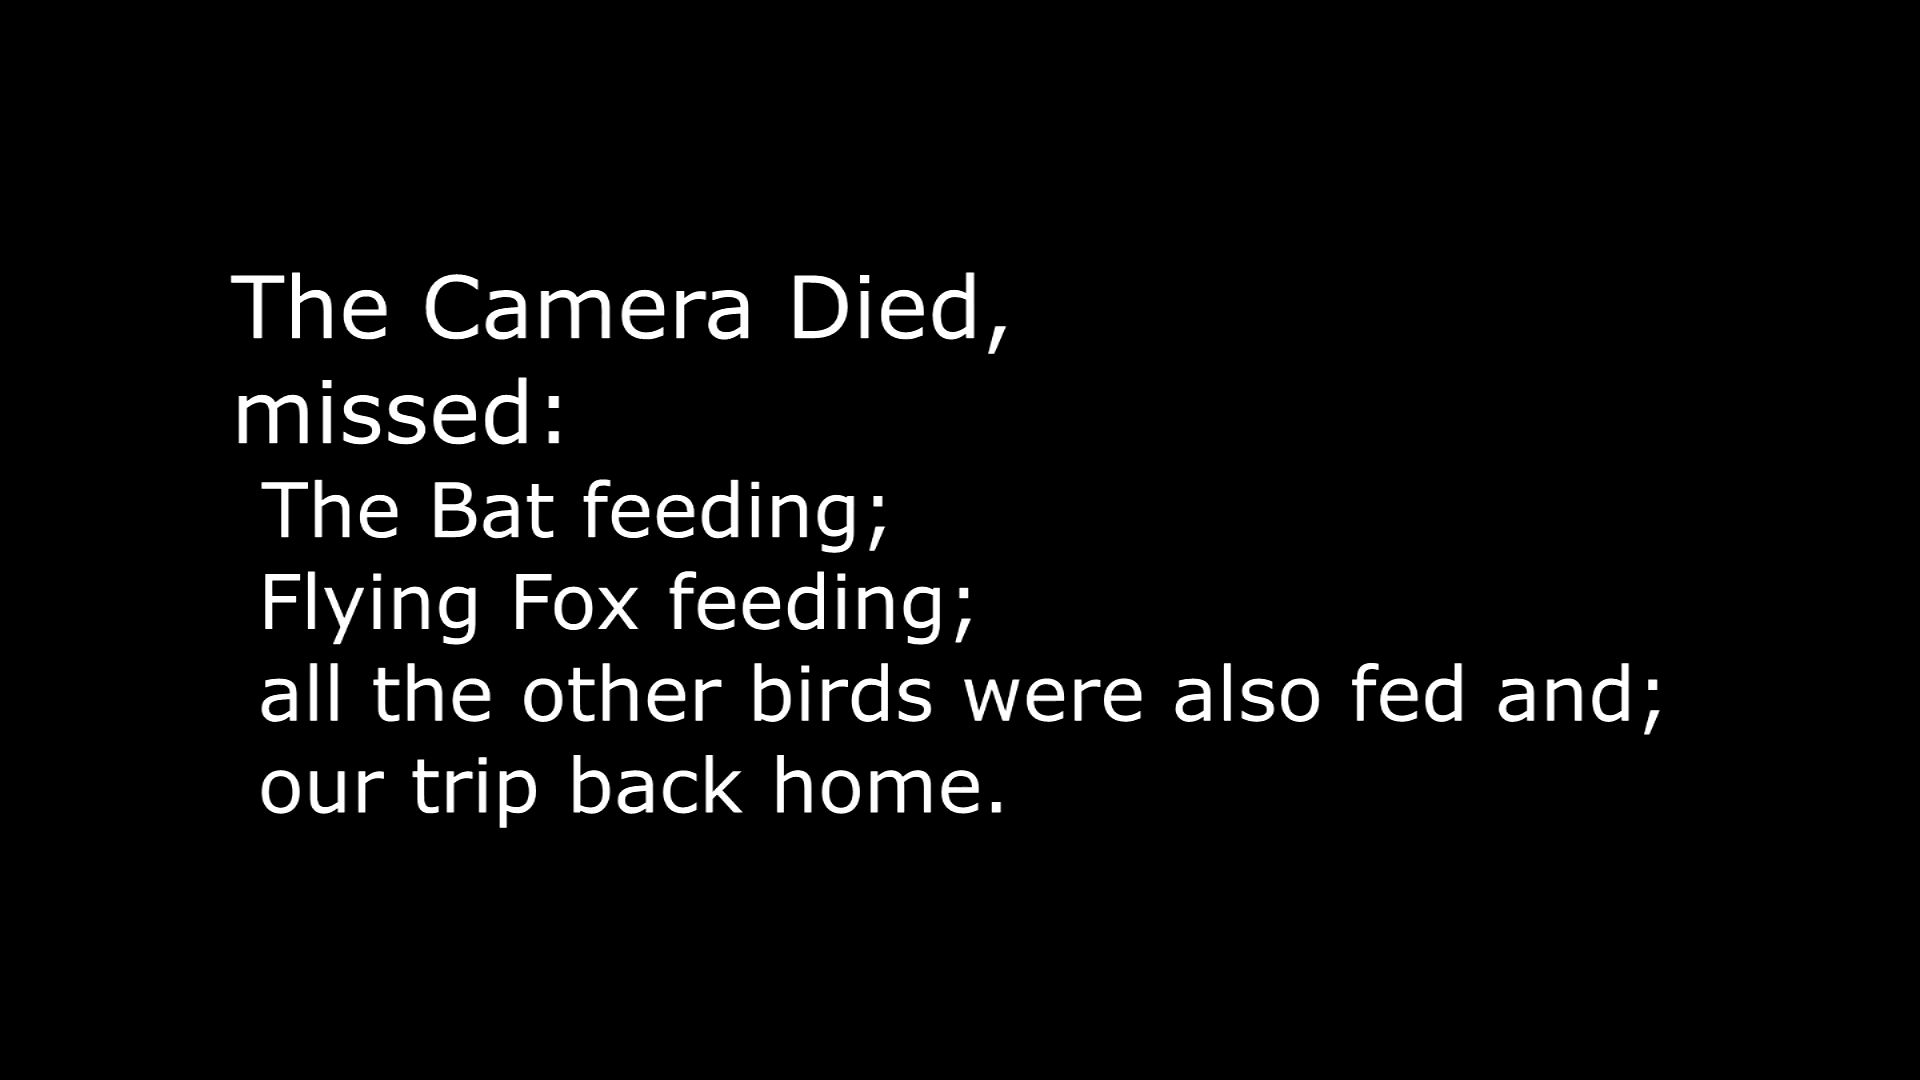 The Camera Died,
missed:
The Bat feeding;
Flying Fox feeding;
all the other birds were also fed and;
our trip back home.